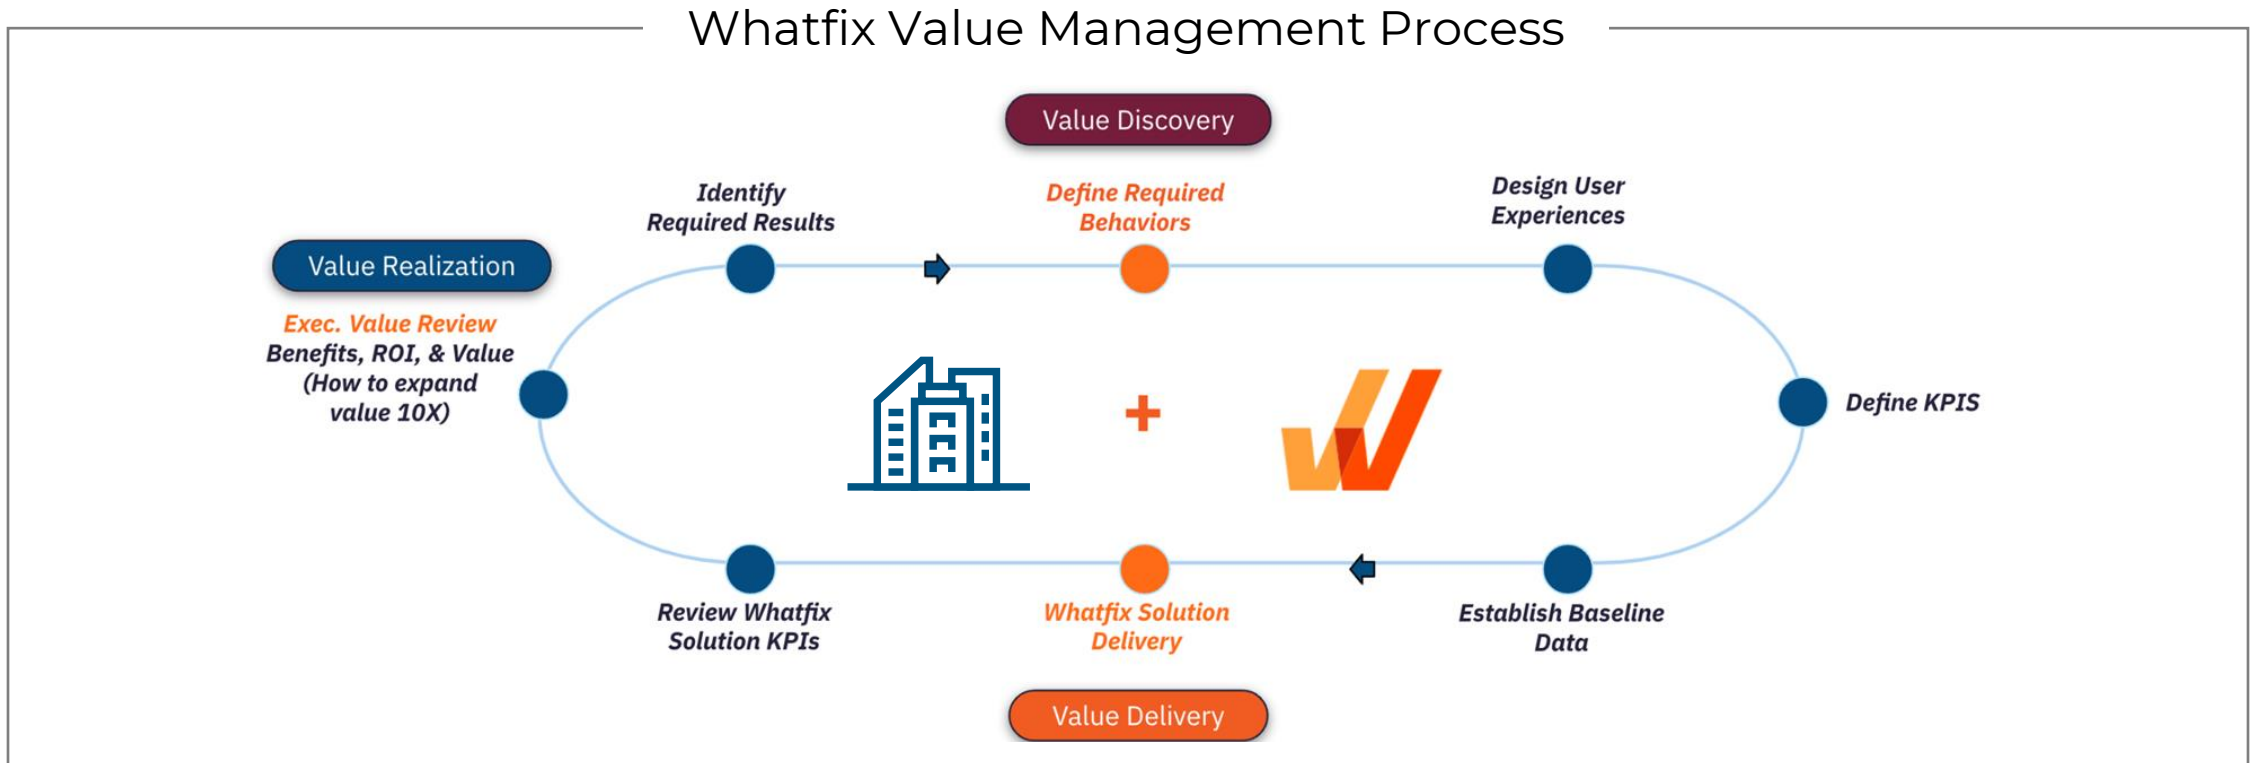 Whatfix Value Management Process
Value Discovery
Identify
Required Results
Define Required
Behaviors
Design User
Experiences
Value Realization
Exec. Value Review
Benefits, ROI, & Value
(How to expand
value 10X)
Define KPIS
Review Whatfix
Solution KPIs
Whatfix Solution
Delivery
Establish Baseline
Data
Value Delivery